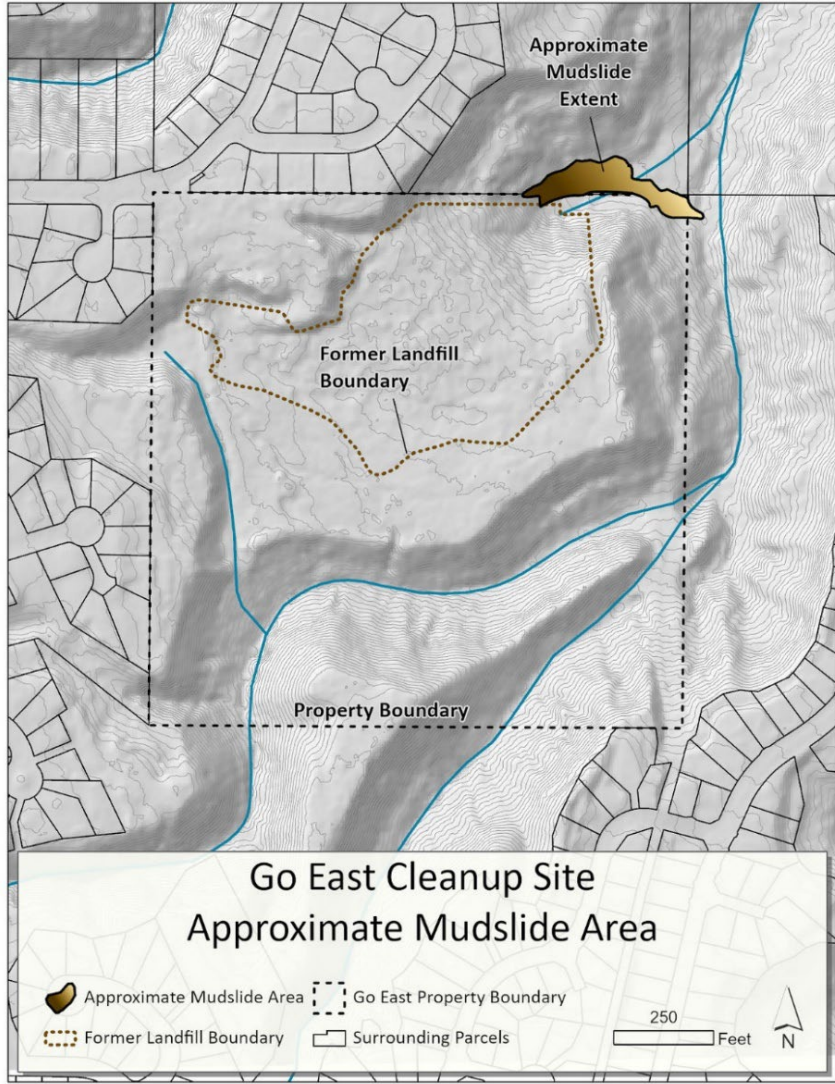 Approximate
Mudslide
Extent
Former Landfill
Boundary
Property Boundary
Go East Cleanup Site
Approximate Mudslide Area
Approximate Mudslide Area
Go East Property Boundary
Former Landfill Boundary
Surrounding Parcels
250
Feet
N